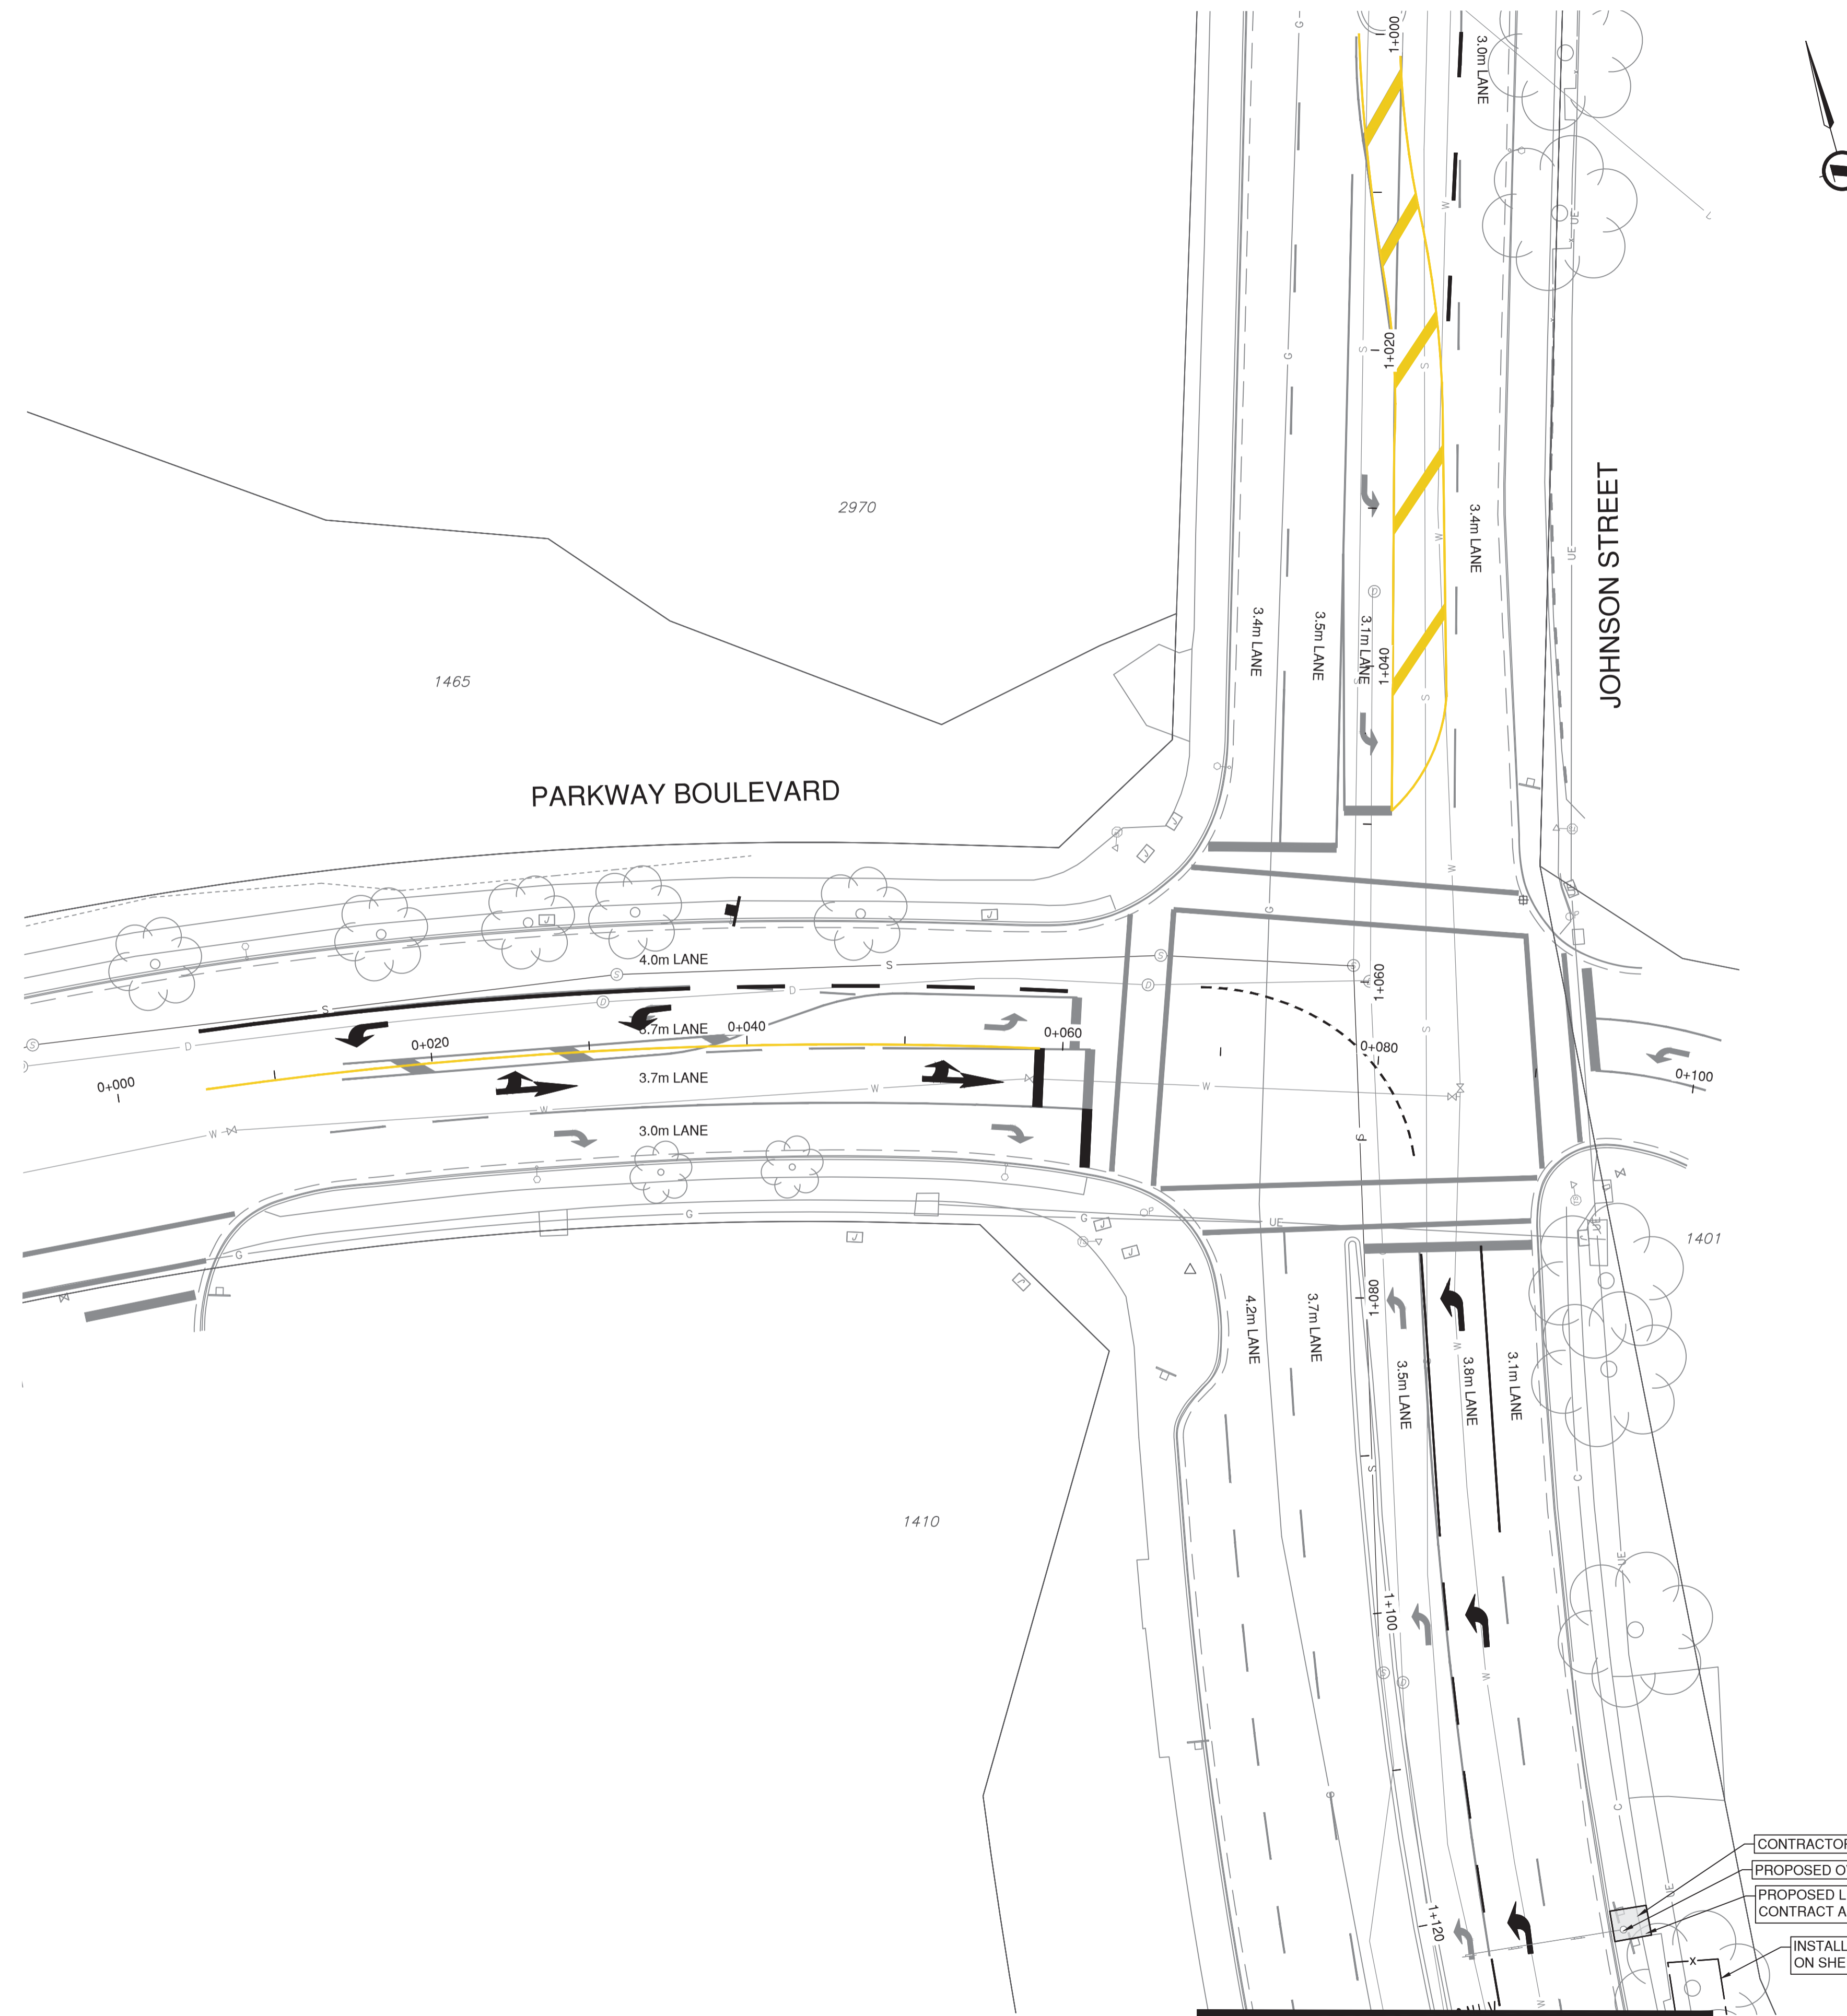 1+000
3.0m LANE
1+020
2970
JOHNSON STREET
3.4m LANE
3.4m LANE
3.5m LANE
3.1m LANE
1+040
1465
PARKWAY BOULEVARD
4.0m LANE
1+060
3.7m LANE
0+040
0+020
0+060
0+080
0+000
3.7m LANE
0+100
3.0m LANE
1401
1+080
4.2m LANE
3.7m LANE
3.5m LANE
3.8m LANE
3.1m LANE
1410
1+100
1+120
CONTRACTOR
PROPOSED
PROPOSED
CONTRACT A
INSTALL
ON SHE